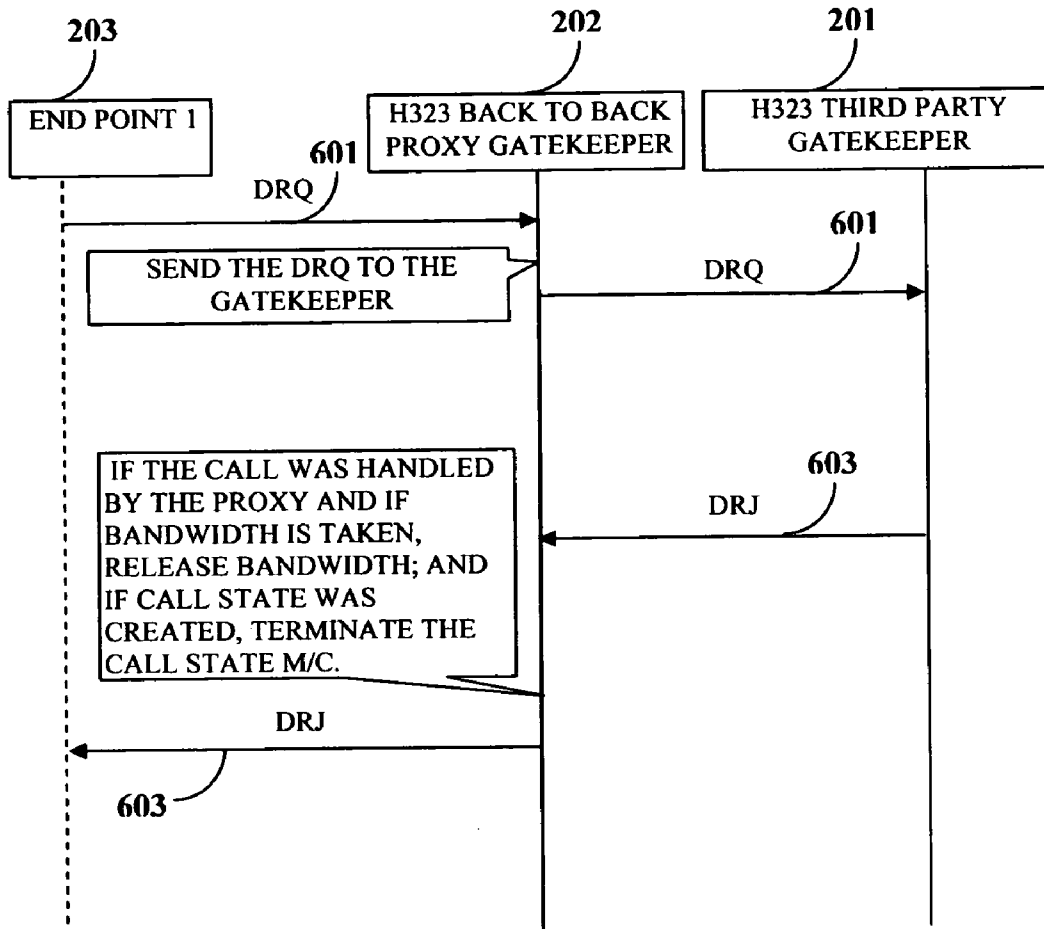 203
202
201
END POINT 1
H323 BACK TO BACK
PROXY GATEKEEPER
H323 THIRD PARTY
GATEKEEPER
601
DRQ
601
DRQ
SEND THE DRQ TO THE
GATEKEEPER
603
DRJ
IF THE CALL WAS HANDLED
BY THE PROXY AND IF
BANDWIDTH IS TAKEN,
RELEASE BANDWIDTH; AND
IF CALL STATE WAS
CREATED, TERMINATE THE
CALL STATE M/C.
DRJ
603